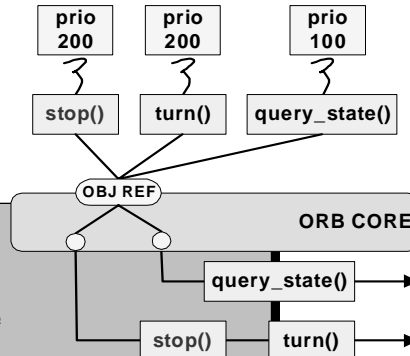 prio
200
prio
200
prio
100
stop()
turn()
query_state()
OBJ REF
ORB CORE
query_state()
stop()
turn()